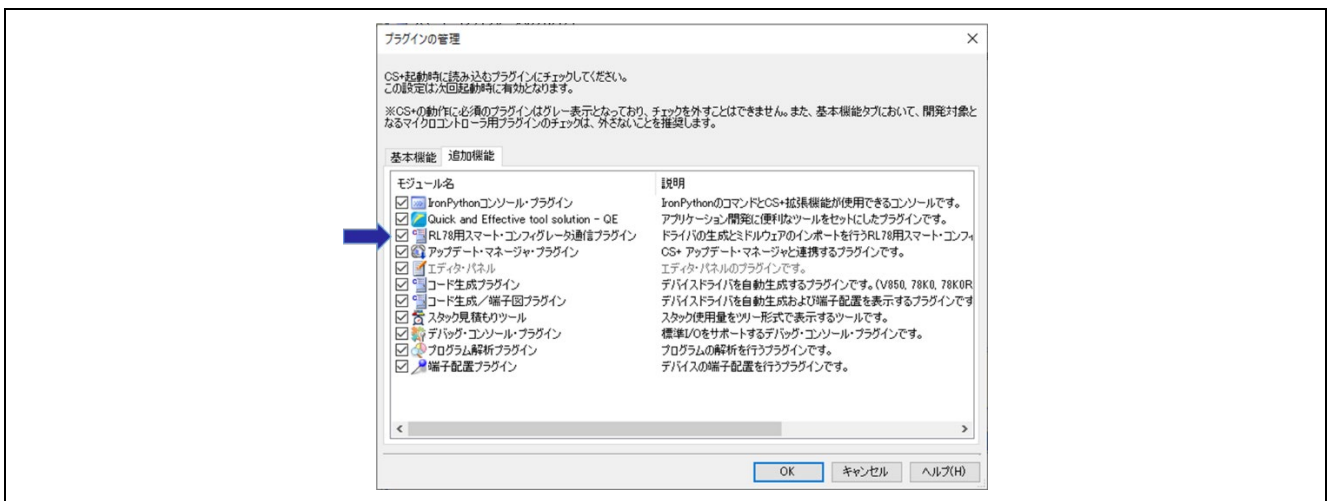 プラグインの管理
CS+起動時に読み込むプラグインにチェックしてください。
この設定は次回起動時に有効となります。
※CS+の動作に必須のプラグインはグレー表示となっており、チェックを外すことはできません。また、基本機能タブにおいて、開発対象と
なるマイクロコントローラ用プラグインのチェックは、外さないことを推奨します。
基本機能 追加機能
モジュール名 説明
IronPythonコンソール・プラグイン IronPythonのコマンドとCS+拡張機能が使用できるコンソールです。
Quick and Effective tool solution - QE アプリケーション開発に便利なツールをセットにしたプラグインです。
RL78用スマート・コンフィグレータ通信プラグイン ドライバの生成とミドルウェアのインポートを行うRL78用スマート・コンフィ
アップデート・マネージャ・プラグイン CS+ アップデート・マネージャと連携するプラグインです。
エディタ・パネル エディタ・パネルのプラグインです。
コード生成プラグイン デバイスドライバを自動生成するプラグインです。(V850, 78K0, 78K0R
コード生成/端子図プラグイン デバイスドライバを自動生成および端子配置を表示するプラグインです
スタック見積もりツール スタック使用量をツリー形式で表示するツールです。
デバッグ・コンソール・プラグイン 標準I/Oをサポートするデバッグ・コンソール・プラグインです。
プログラム解析プラグイン プログラムの解析を行うプラグインです。
端子配置プラグイン デバイスの端子配置を行うプラグインです。
OK キャンセル ヘルプ(H)